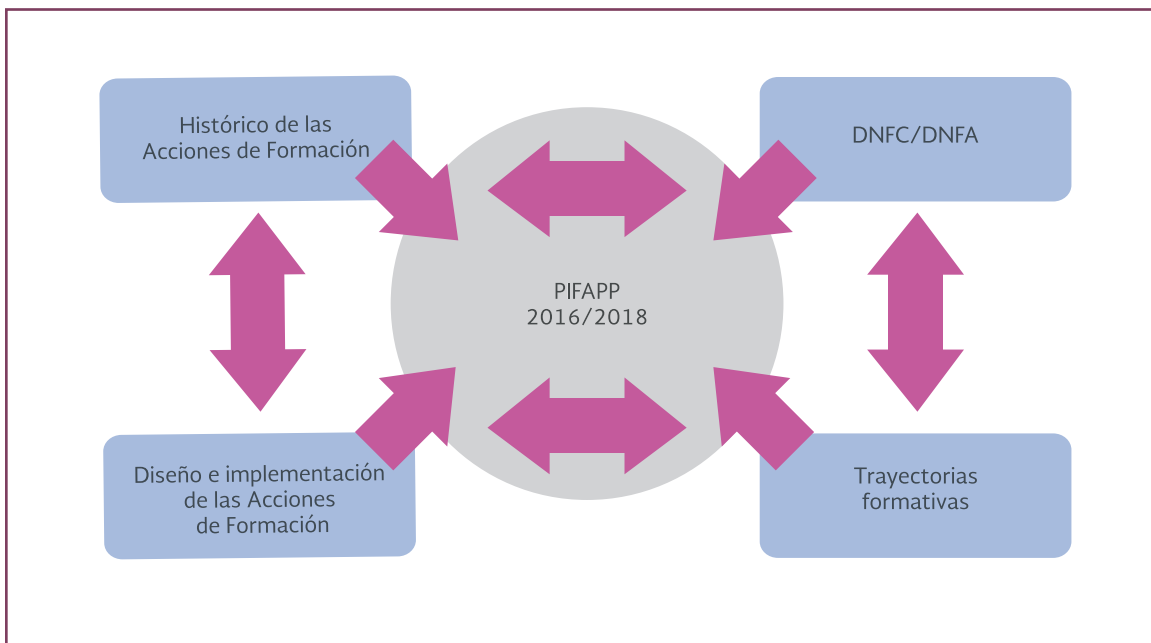 Histórico de las
Acciones de Formación
DNFC/DNFA
PIFAPP
2016/2018
Diseño e implementación
de las Acciones
de Formación
Trayectorias
formativas